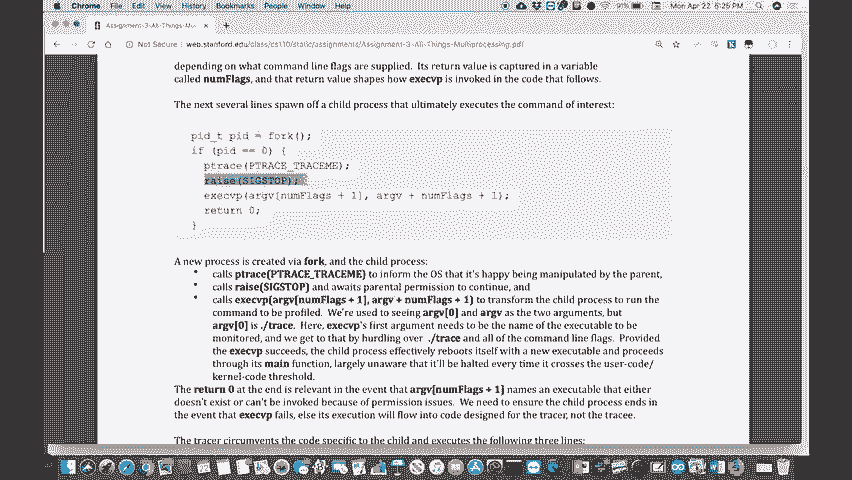 Chrome File Edit View History Bookmarks People Window Help
Mon Apr 22 6:25 PM
Assignment-3-All-Things-Mu
Not Secure web.stanford.edu/class/cs110/static/assignments/Assignment-3-All-Things-Multiprocessing.pdf
depending on what command line flags are supplied. Its return value is captured in a variable
called numFlags, and that return value shapes how execvp is invoked in the code that follows.
The next several lines spawn off a child process that ultimately executes the command of interest:
pid_t pid = fork();
if (pid == 0) {
ptrace(PTRACE_TRACEME);
raise(SIGSTOP);
execvp(argv[numFlags + 1], argv + numFlags + 1);
return 0;
}
A new process is created via fork, and the child process:
• calls ptrace(PTRACE_TRACEME) to inform the OS that it's happy being manipulated by the parent,
• calls raise(SIGSTOP) and awaits parental permission to continue, and
• calls execvp(argv[numFlags + 1], argv + numFlags + 1) to transform the child process to run the
command to be profiled. We're used to seeing argv[0] and argv as the two arguments, but
argv[0] is ./trace. Here, execvp's first argument needs to be the name of the executable to be
monitored, and we get to that by hurdling over ./trace and all of the command line flags. Provided
the execvp succeeds, the child process effectively reboots itself with a new executable and proceeds
through its main function, largely unaware that it'll be halted every time it crosses the user-code/
kernel-code threshold.
The return 0 at the end is relevant in the event that argv[numFlags + 1] names an executable that either
doesn't exist or can't be invoked because of permission issues. We need to ensure the child process ends in
the event that execvp fails, else its execution will flow into code designed for the tracer, not the tracee.
The tracer circumvents the code specific to the child and executes the following three lines: